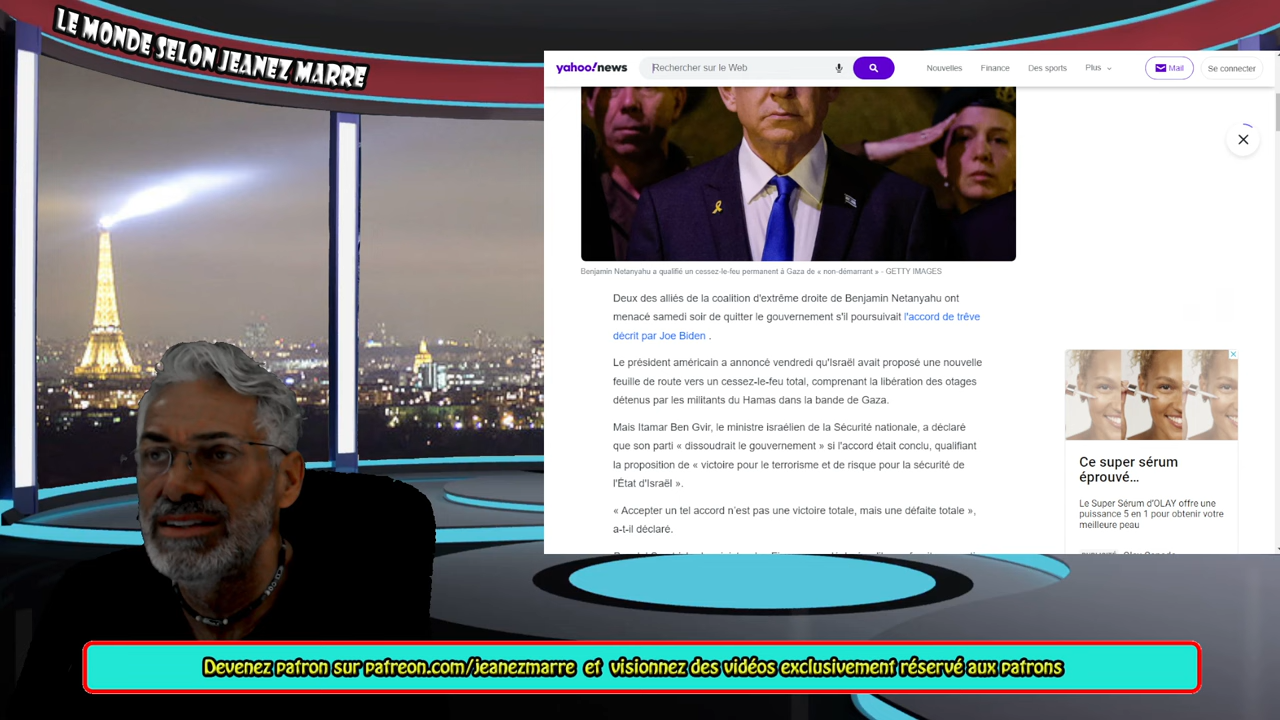 LE MONDE SELON JEANEZ MARRE
yahoo!news
Rechercher sur le Web
Nouvelles
Finance
Des sports
Plus
Mail
Se connecter
Benjamin Netanyahu a qualifié un cessez-le-feu permanent à Gaza de « non-démarrant » - GETTY IMAGES
Deux des alliés de la coalition d'extrême droite de Benjamin Netanyahu ont
menacé samedi soir de quitter le gouvernement s'il poursuivait l'accord de trêve
décrit par Joe Biden .
Le président américain a annoncé vendredi qu'Israël avait proposé une nouvelle
feuille de route vers un cessez-le-feu total, comprenant la libération des otages
détenus par les militants du Hamas dans la bande de Gaza.
Mais Itamar Ben Gvir, le ministre israélien de la Sécurité nationale, a déclaré
que son parti « dissoudrait le gouvernement » si l'accord était conclu, qualifiant
la proposition de « victoire pour le terrorisme et de risque pour la sécurité de
l'État d'Israël ».
« Accepter un tel accord n'est pas une victoire totale, mais une défaite totale »,
a-t-il déclaré.
Ce super sérum
éprouvé…
Le Super Sérum d'OLAY offre une
puissance 5 en 1 pour obtenir votre
meilleure peau
Devenez patron sur patreon.com/jeanezmarre et visionnez des vidéos exclusivement réservé aux patrons